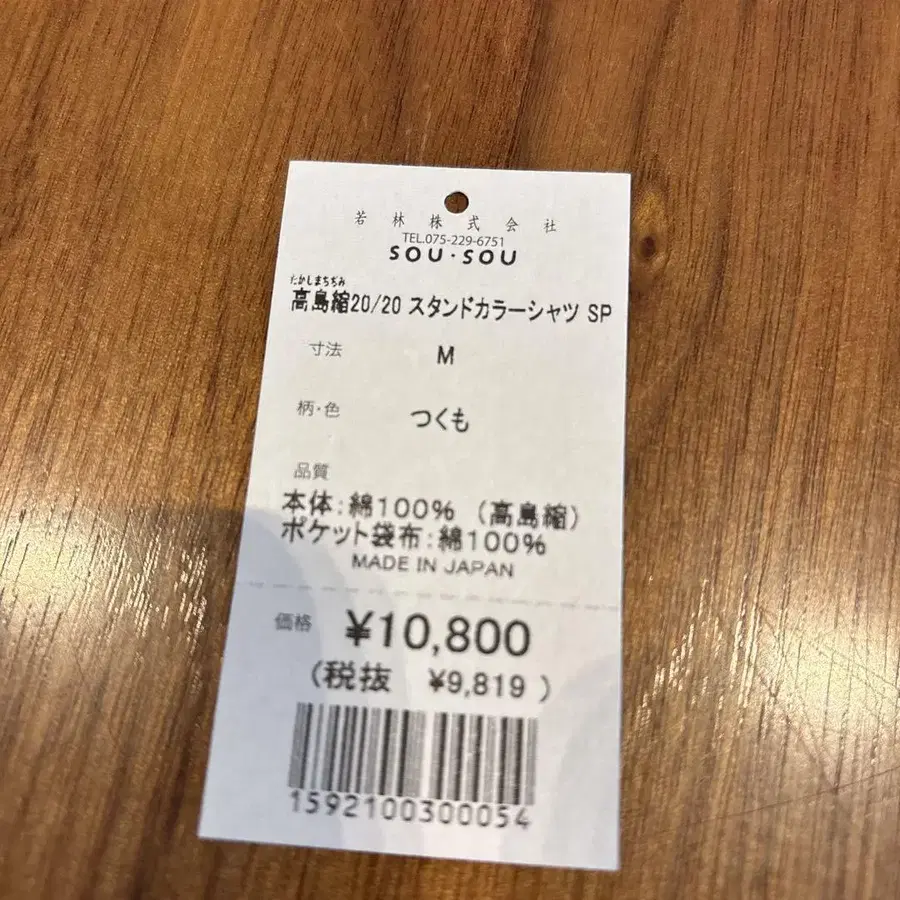 若林株式会社
TEL.075-229-6751
SOU・SOU
たかしまちぢみ
高島縮20/20 スタンドカラーシャツ SP
寸法 M
柄・色 つくも
品質
本体:綿100% (高島縮)
ポケット袋布:綿100%
MADE IN JAPAN
価格 ¥10,800
(税抜 ¥9,819 )
1592100300054